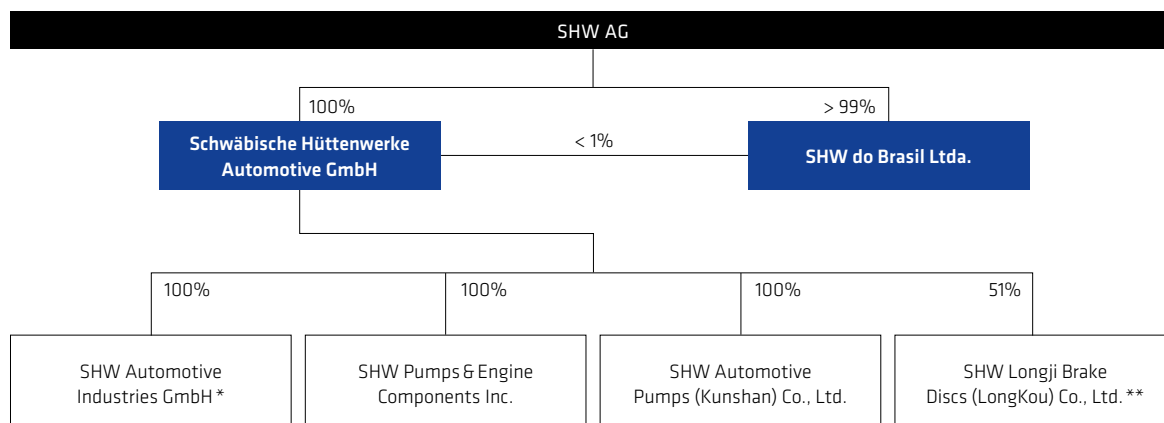 SHW AG
100%
> 99%
Schwäbische Hüttenwerke
Automotive GmbH
< 1%
SHW do Brasil Ltda.
100%
100%
100%
51%
SHW Automotive
Industries GmbH *
SHW Pumps & Engine
Components Inc.
SHW Automotive
Pumps (Kunshan) Co., Ltd.
SHW Longji Brake
Discs (LongKou) Co., Ltd. **